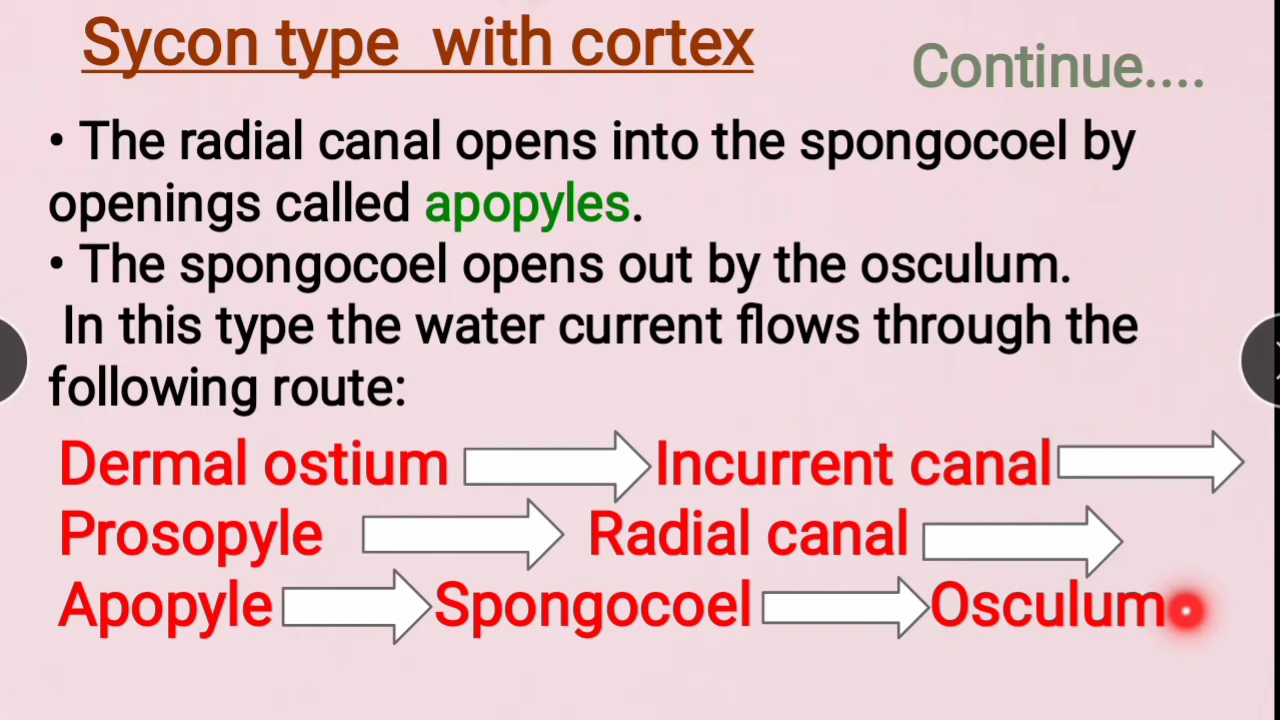 Sycon type with cortex
Continue....
• The radial canal opens into the spongocoel by
openings called apopyles.
• The spongocoel opens out by the osculum.
In this type the water current flows through the
following route:
Dermal ostium Incurrent canal
Prosopyle Radial canal
Apopyle Spongocoel Osculum